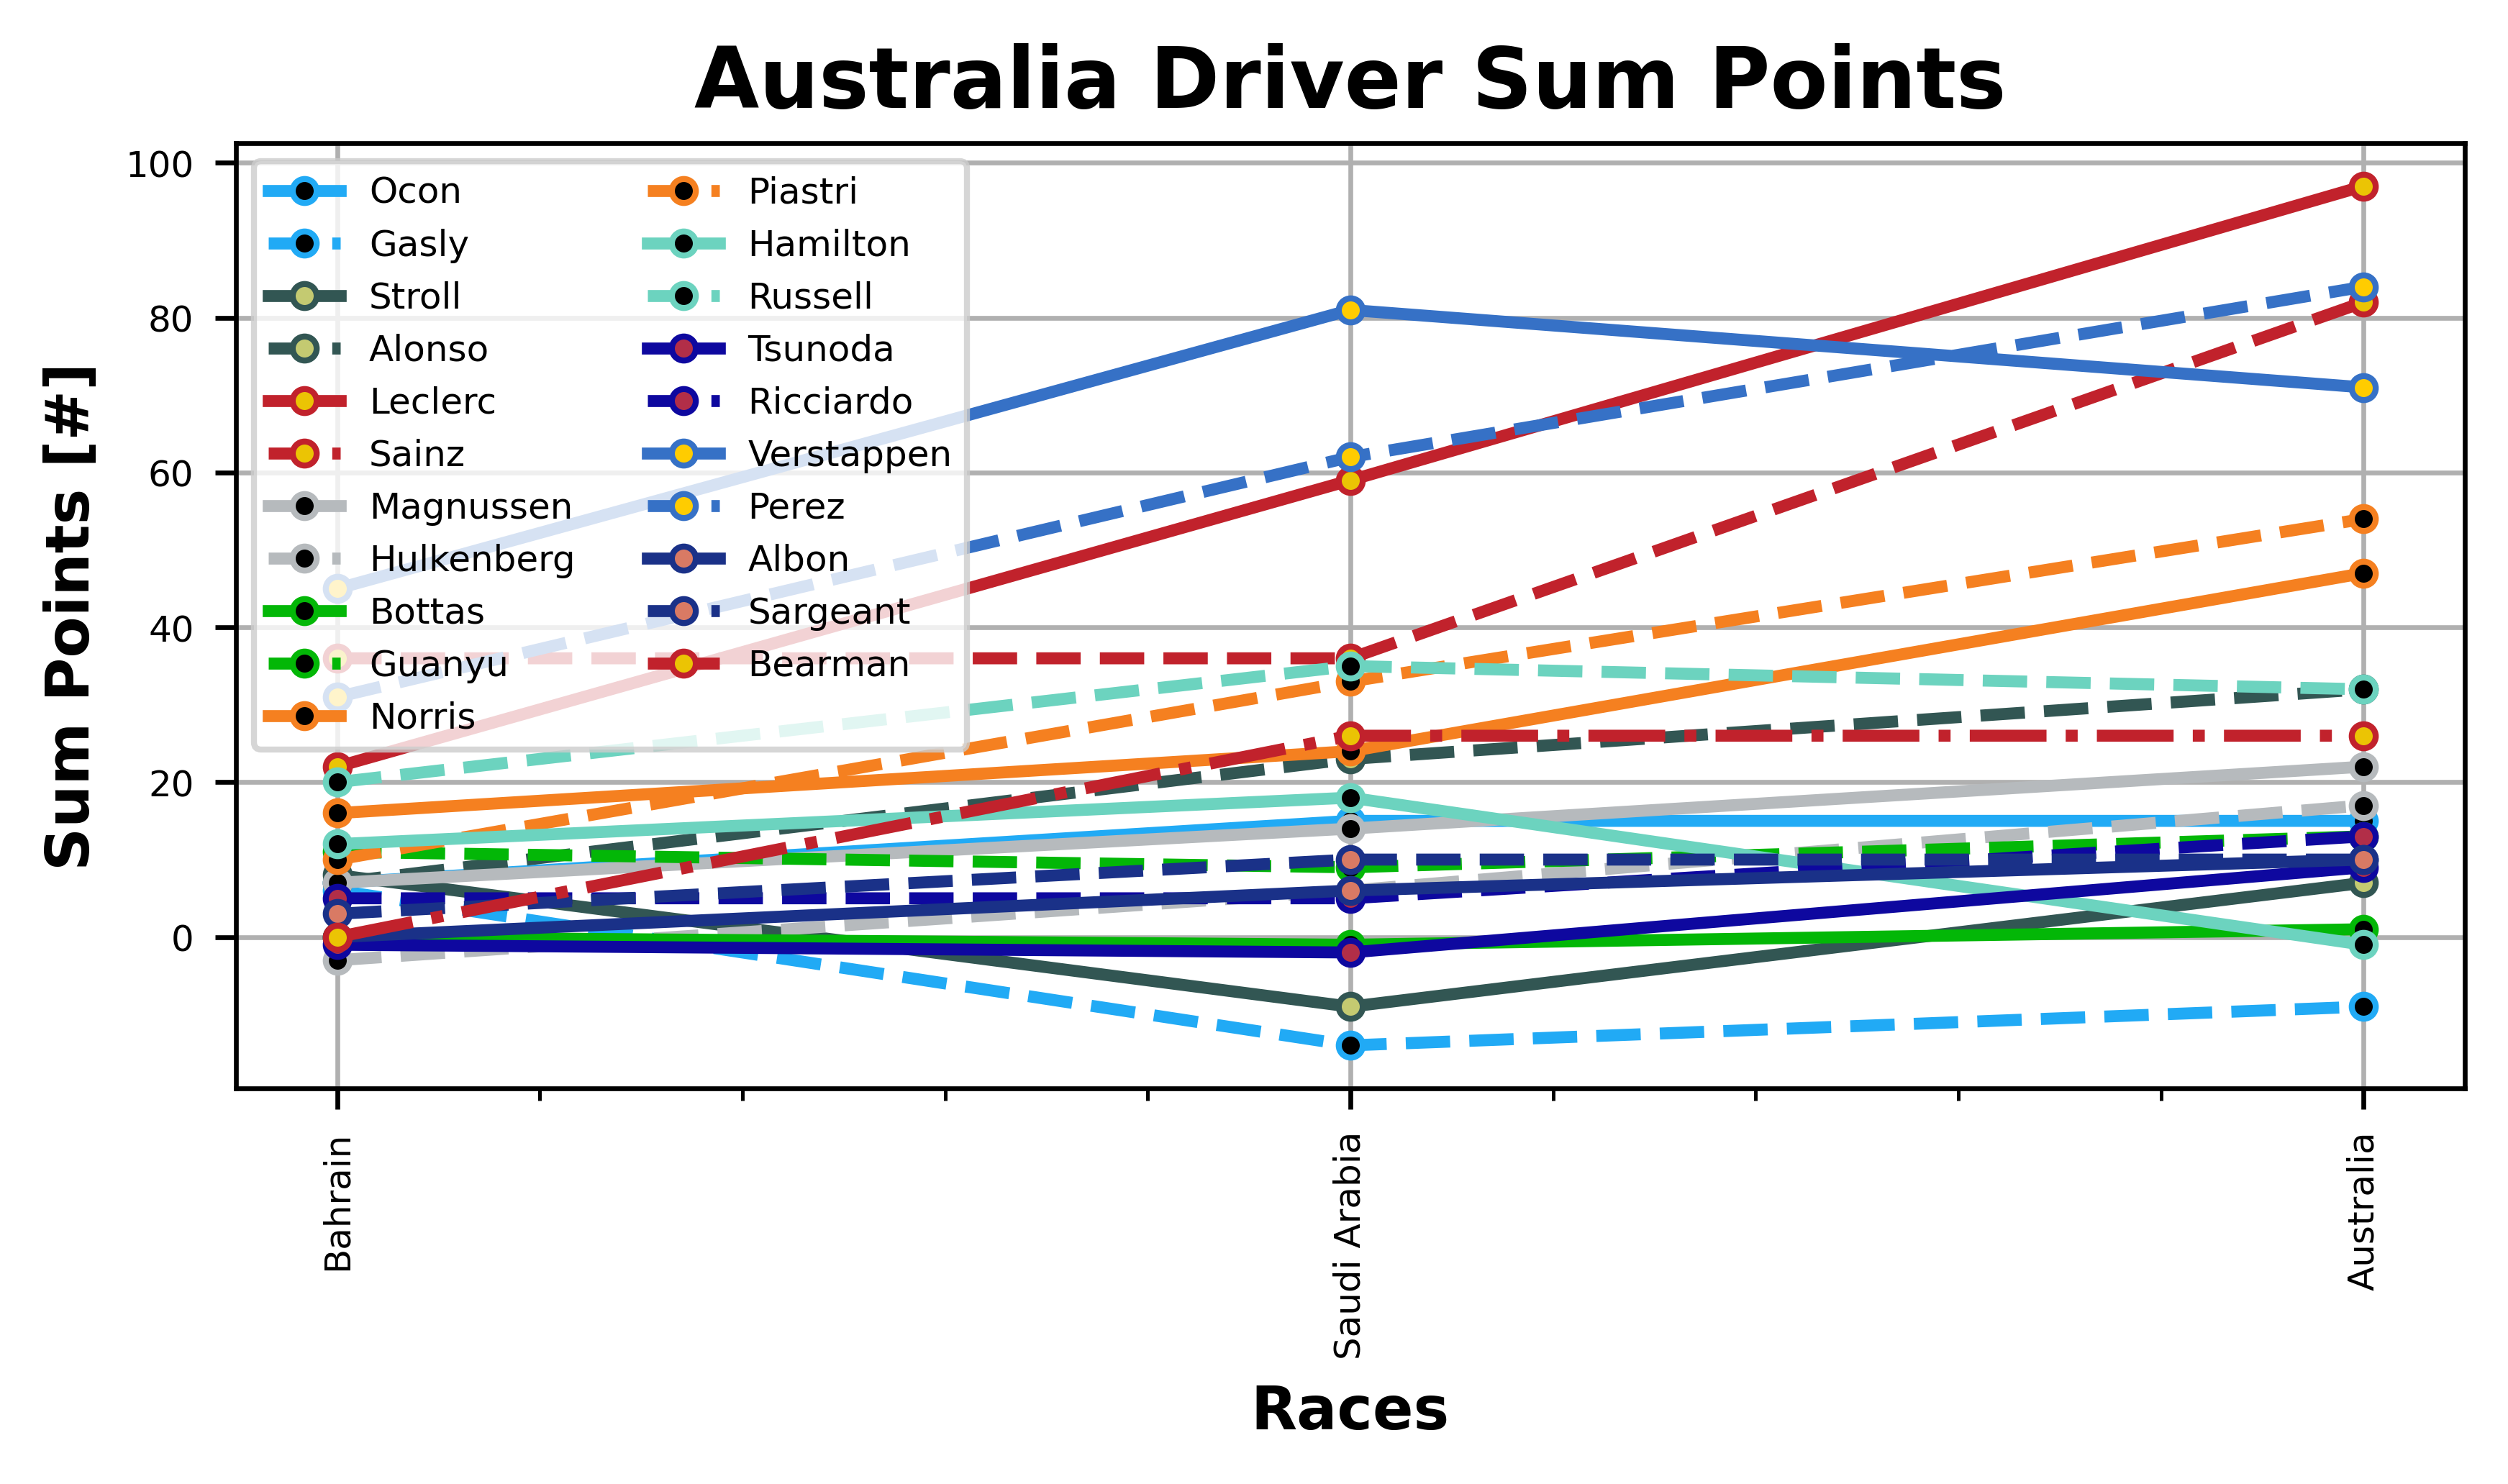 Australia Driver Sum Points
Sum Points [#]
100
80
60
40
20
0
Ocon
Gasly
Stroll
Alonso
Leclerc
Sainz
Magnussen
Hulkenberg
Bottas
Guanyu
Norris
Piastri
Hamilton
Russell
Tsunoda
Ricciardo
Verstappen
Perez
Albon
Sargeant
Bearman
Bahrain
Saudi Arabia
Australia
Races